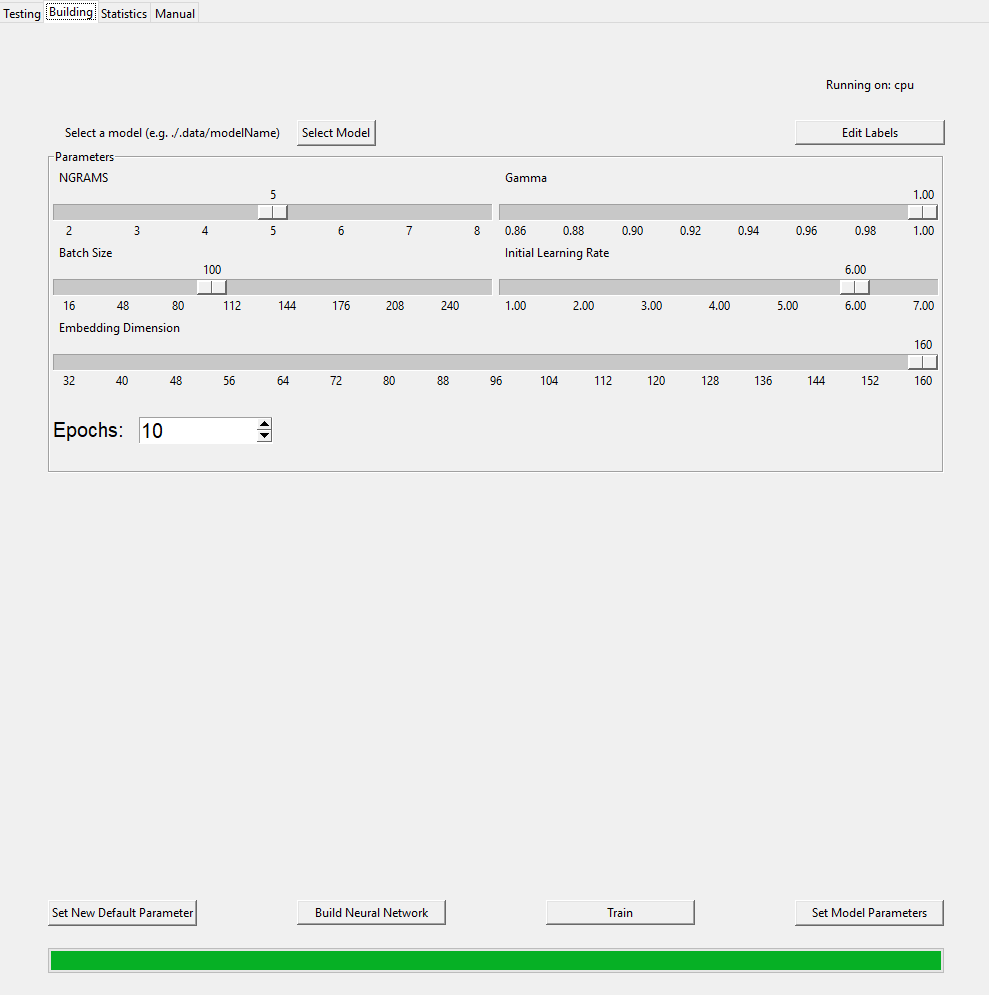 Testing Building Statistics Manual
Running on: cpu
Select a model (e.g. ./.data/modelName) Select Model Edit Labels
Parameters
NGRAMS Gamma
5 1.00
2 3 4 5 6 7 8 0.86 0.88 0.90 0.92 0.94 0.96 0.98 1.00
Batch Size Initial Learning Rate
100 6.00
16 48 80 112 144 176 208 240 1.00 2.00 3.00 4.00 5.00 6.00 7.00
Embedding Dimension
160
32 40 48 56 64 72 80 88 96 104 112 120 128 136 144 152 160
Epochs: 10
Set New Default Parameter Build Neural Network Train Set Model Parameters